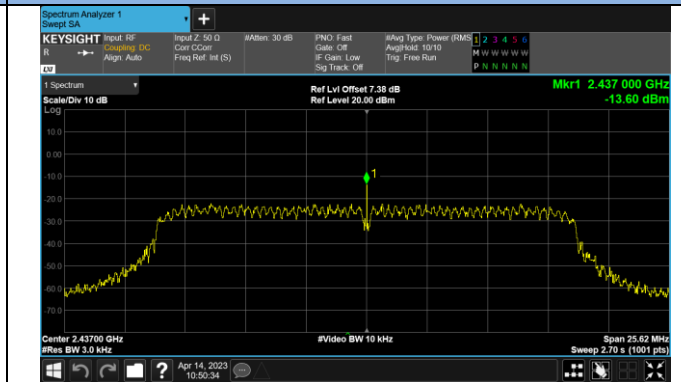 Spectrum Analyzer 1
Swept SA
KEYSIGHT Input: RF Input Z: 50 Ω #Atten: 30 dB PNO: Fast #Avg Type: Power (RMS 1 2 3 4 5 6
R Coupling: DC Corr CCorr Gate: Off Avg|Hold: 10/10 M W W W W W
Align: Auto Freq Ref: Int (S) IF Gain: Low Trig: Free Run
Sig Track: Off P N N N N N
LXI
1 Spectrum Ref Lvl Offset 7.38 dB Mkr1 2.437 000 GHz
Scale/Div 10 dB Ref Level 20.00 dBm -13.60 dBm
Log
10.0
0.00
1
-10.0
-20.0
-30.0
-40.0
-50.0
-60.0
-70.0
Center 2.43700 GHz #Video BW 10 kHz Span 25.62 MHz
#Res BW 3.0 kHz Sweep 2.70 s (1001 pts)
? Apr 14, 2023
10:50:34